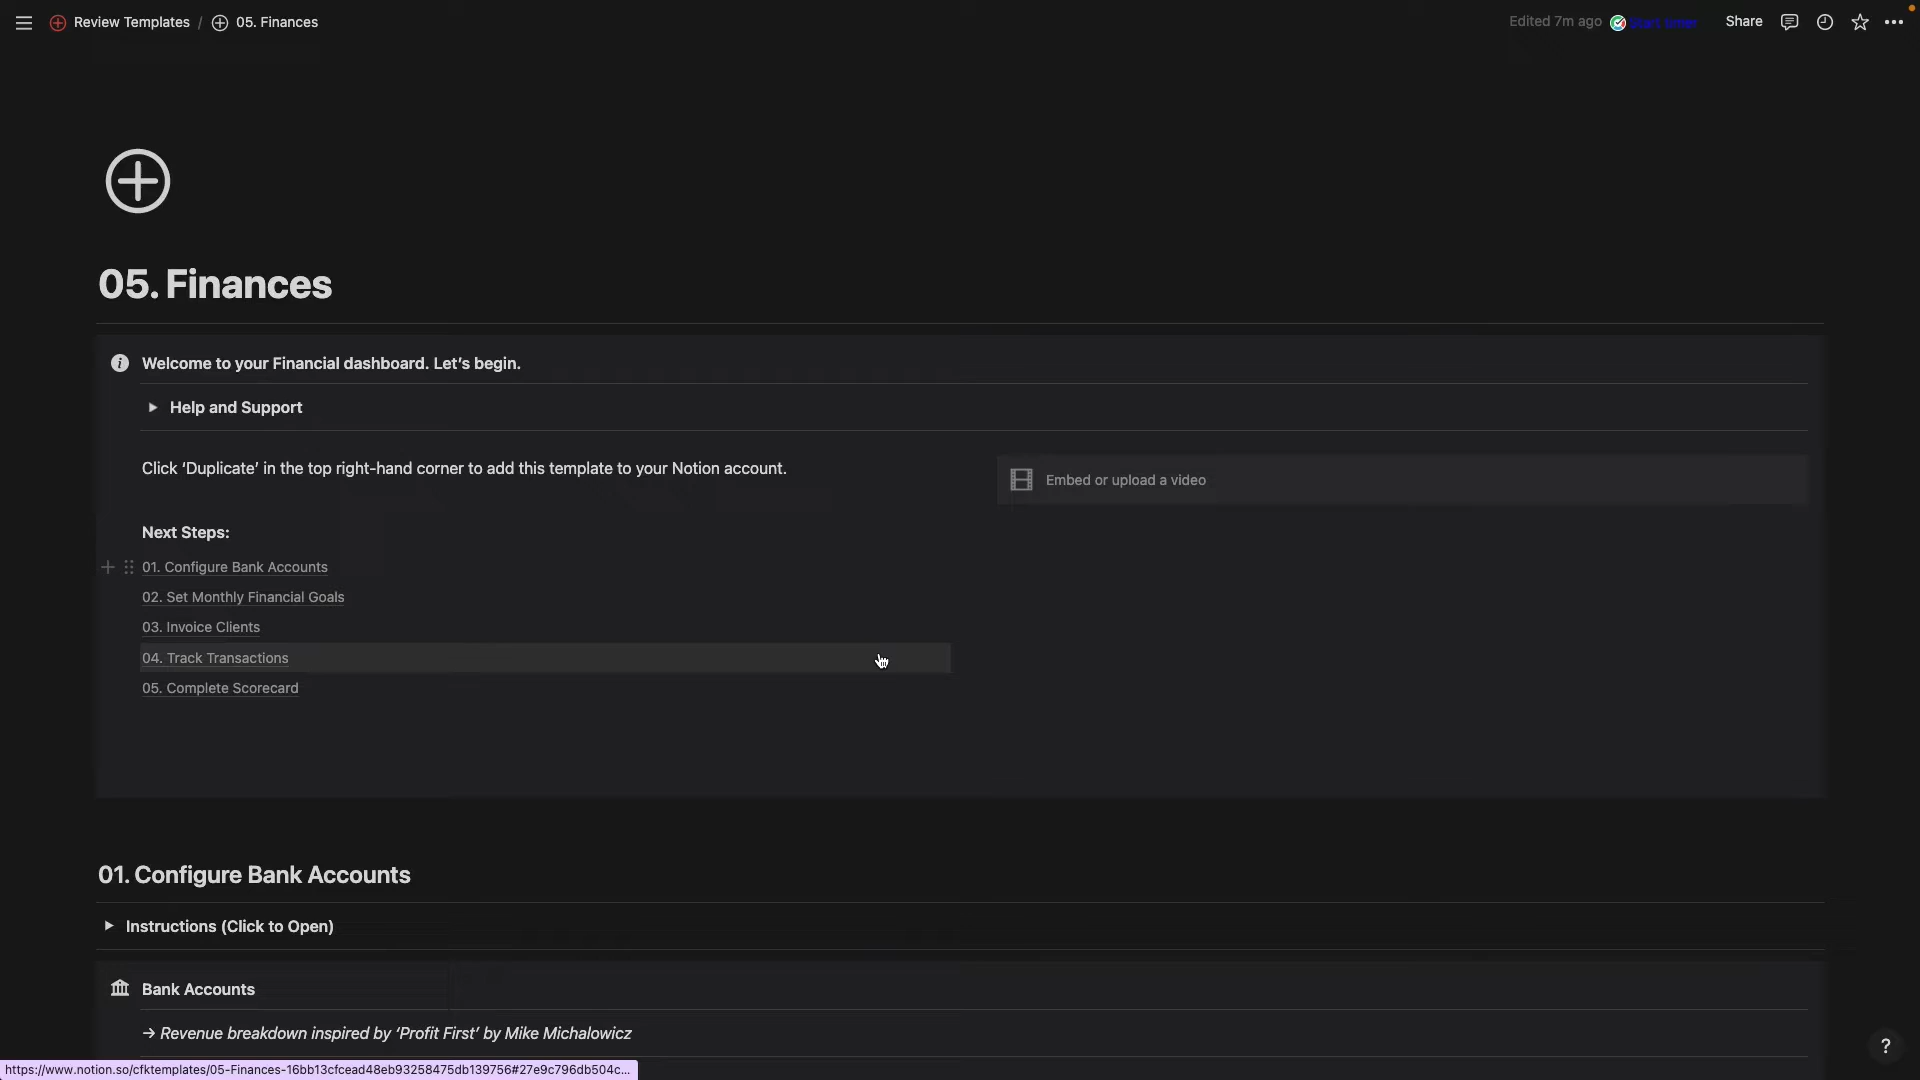 Review Templates / 05. Finances
Edited 7m ago Start timer Share
05. Finances
Welcome to your Financial dashboard. Let's begin.
Help and Support
Click ‘Duplicate’ in the top right-hand corner to add this template to your Notion account.
Embed or upload a video
Next Steps:
01. Configure Bank Accounts
02. Set Monthly Financial Goals
03. Invoice Clients
04. Track Transactions
05. Complete Scorecard
01. Configure Bank Accounts
Instructions (Click to Open)
Bank Accounts
→ Revenue breakdown inspired by ‘Profit First’ by Mike Michalowicz
?
https://www.notion.so/cfktemplates/05-Finances-16bb13cfcead48eb93258475db139756#27e9c796db504c...